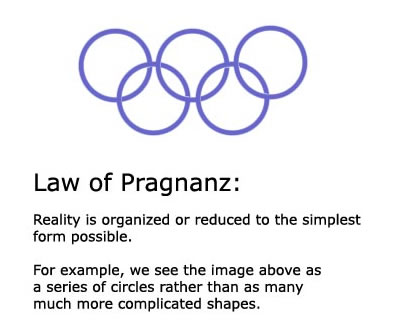 Law of Pragnanz:
Reality is organized or reduced to the simplest
form possible.
For example, we see the image above as
a series of circles rather than as many
much more complicated shapes.